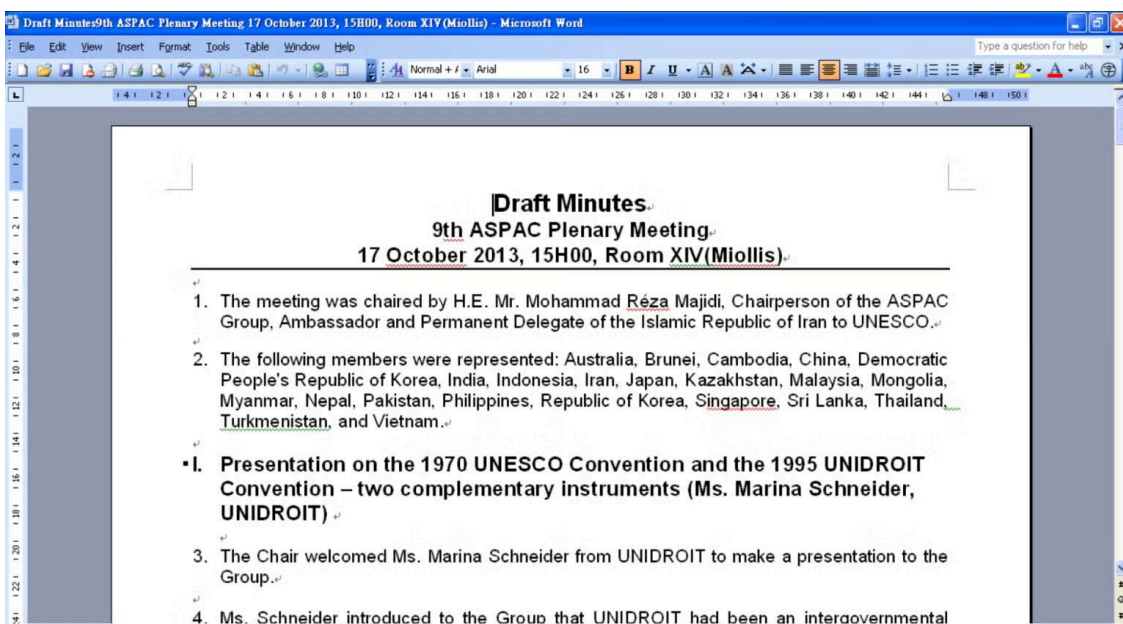 Draft Minutes9th ASPAC Plenary Meeting 17 October 2013, 15H00, Room XIV(Miollis) - Microsoft Word
File Edit View Insert Format Tools Table Window Help Type a question for help
Normal + Arial 16 B I U A A A abc
Draft Minutes
9th ASPAC Plenary Meeting
17 October 2013, 15H00, Room XIV(Miollis)
1. The meeting was chaired by H.E. Mr. Mohammad Réza Majidi, Chairperson of the ASPAC
Group, Ambassador and Permanent Delegate of the Islamic Republic of Iran to UNESCO.
2. The following members were represented: Australia, Brunei, Cambodia, China, Democratic
People's Republic of Korea, India, Indonesia, Iran, Japan, Kazakhstan, Malaysia, Mongolia,
Myanmar, Nepal, Pakistan, Philippines, Republic of Korea, Singapore, Sri Lanka, Thailand,
Turkmenistan, and Vietnam.
I. Presentation on the 1970 UNESCO Convention and the 1995 UNIDROIT
Convention – two complementary instruments (Ms. Marina Schneider,
UNIDROIT)
3. The Chair welcomed Ms. Marina Schneider from UNIDROIT to make a presentation to the
Group.
4. Ms. Schneider introduced to the Group that UNIDROIT had been an intergovernmental